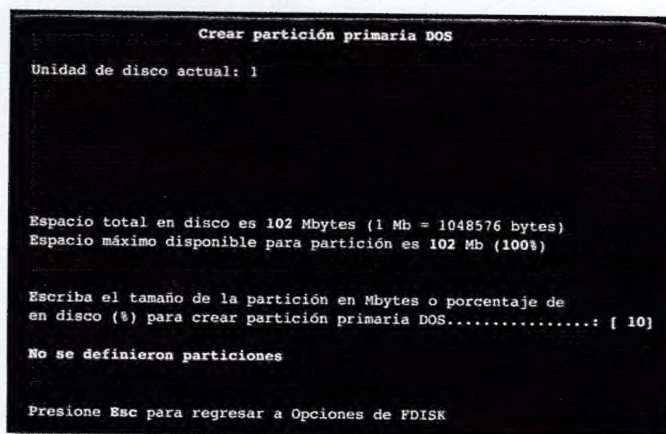 Crear partición primaria DOS
Unidad de disco actual: 1
Espacio total en disco es 102 Mbytes (1 Mb = 1048576 bytes)
Espacio máximo disponible para partición es 102 Mb (100%)
Escriba el tamaño de la partición en Mbytes o porcentaje de
en disco (%) para crear partición primaria DOS................: [ 10]
No se definieron particiones
Presione Esc para regresar a Opciones de FDISK